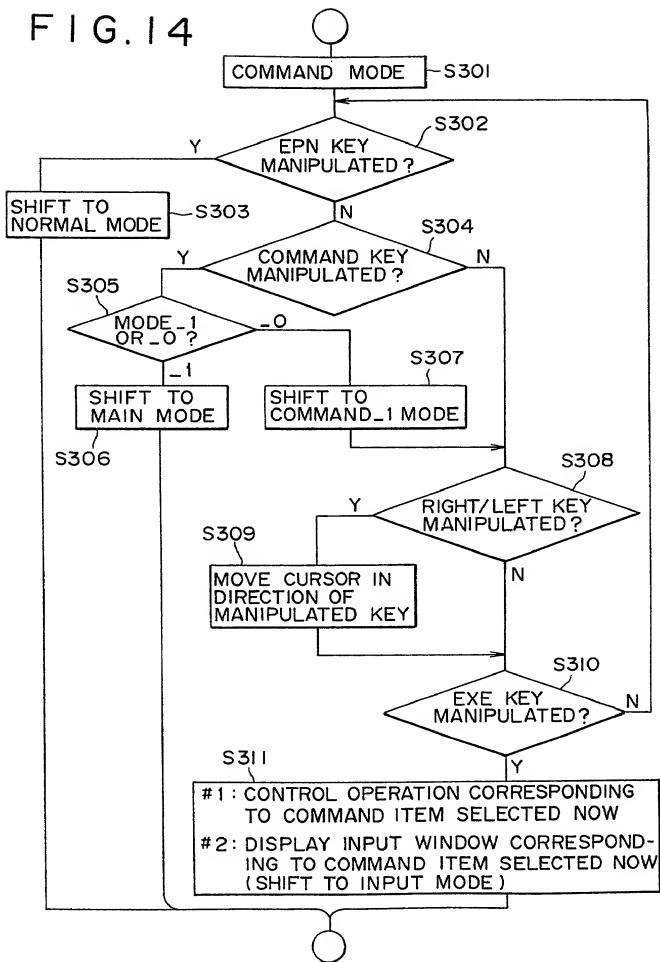 FIG.14
COMMAND MODE
S301
S302
Y
EPN KEY
MANIPULATED?
N
SHIFT TO
NORMAL MODE
S303
S304
Y
COMMAND KEY
MANIPULATED?
N
S305
MODE_1
OR_0?
_0
_1
S307
SHIFT TO
MAIN MODE
S306
SHIFT TO
COMMAND_1 MODE
S308
Y
RIGHT/LEFT KEY
MANIPULATED?
N
S309
MOVE CURSOR IN
DIRECTION OF
MANIPULATED KEY
S310
EXE KEY
MANIPULATED?
N
Y
S311
#1: CONTROL OPERATION CORRESPONDING
TO COMMAND ITEM SELECTED NOW
#2: DISPLAY INPUT WINDOW CORRESPOND-
ING TO COMMAND ITEM SELECTED NOW
(SHIFT TO INPUT MODE)